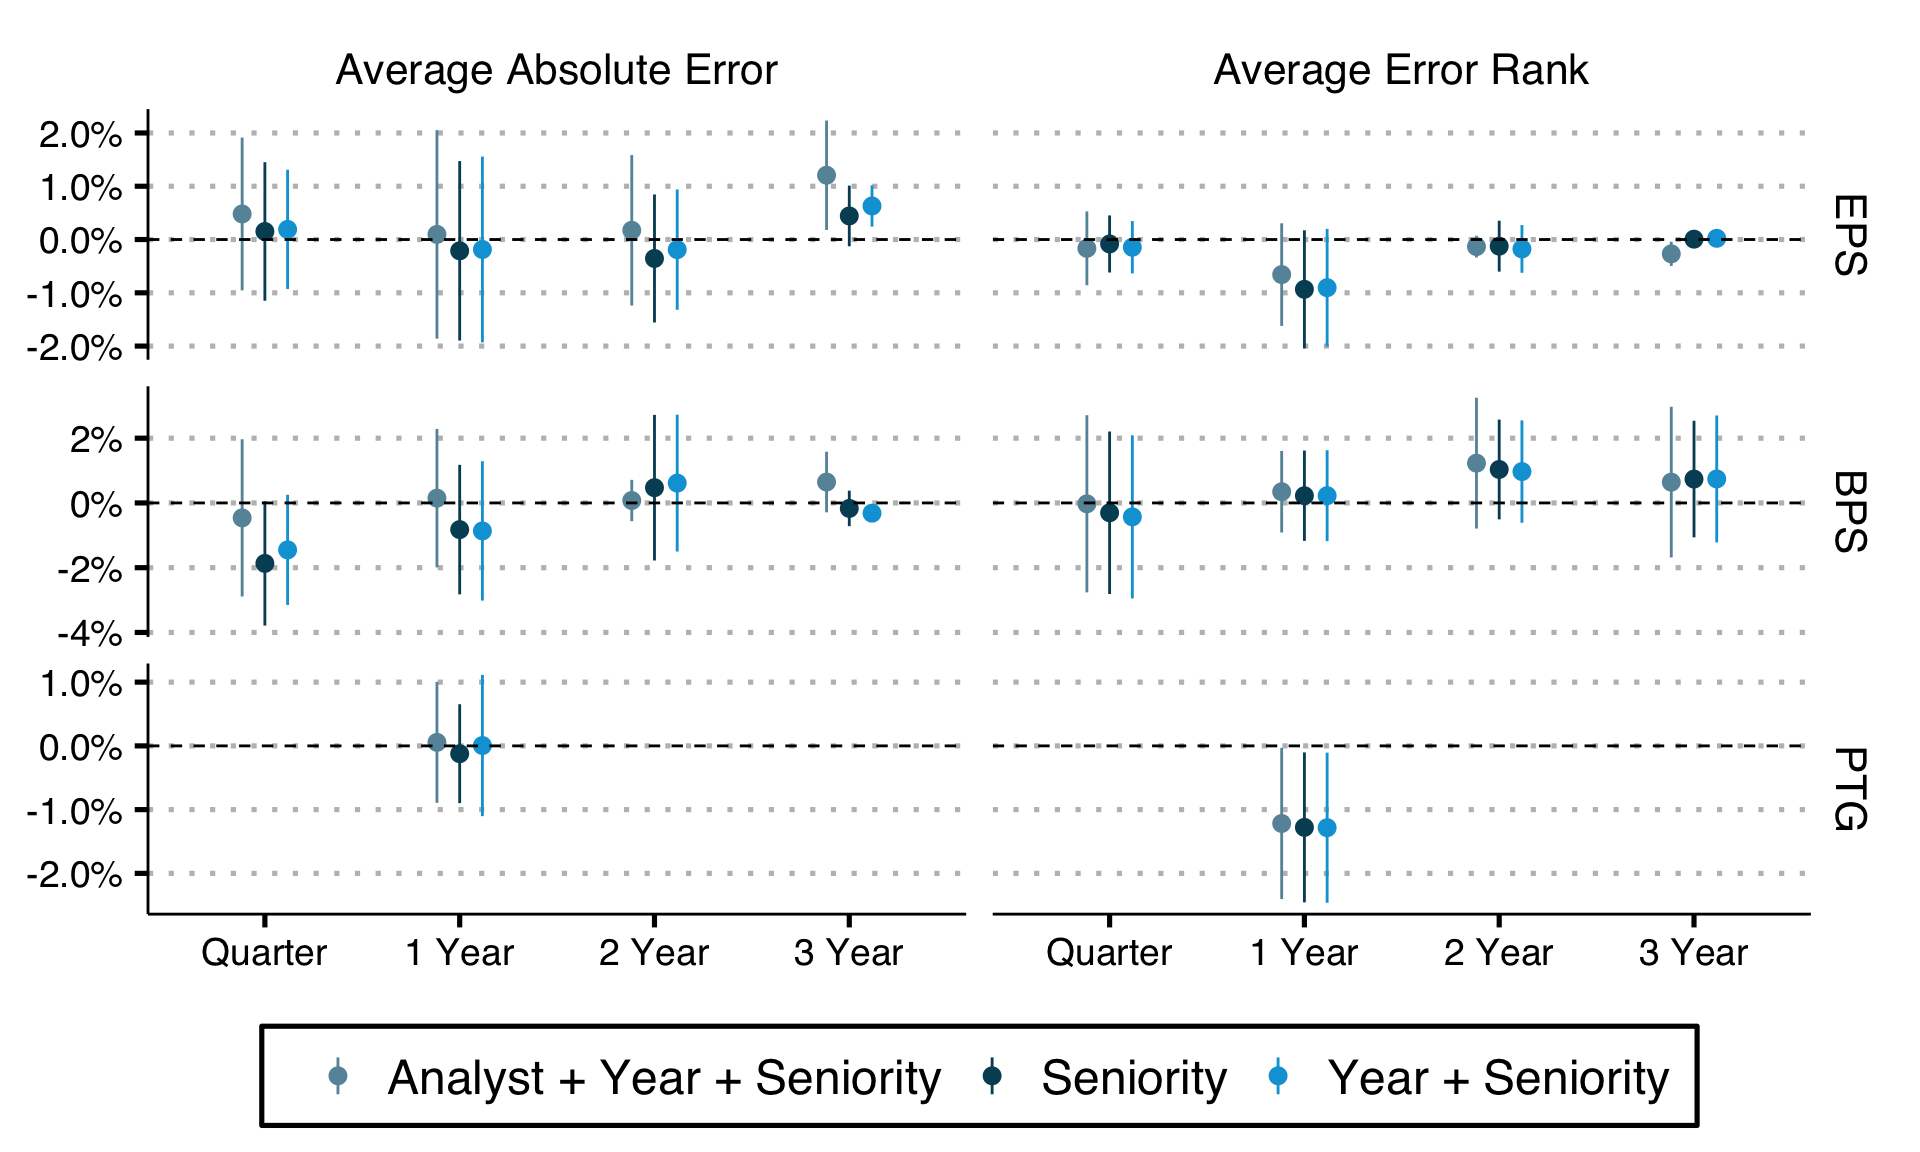 Average Absolute Error
Average Error Rank
2.0%
1.0%
0.0%
-1.0%
-2.0%
EPS
2%
0%
-2%
-4%
BPS
1.0%
0.0%
-1.0%
-2.0%
PTG
Quarter 1 Year 2 Year 3 Year
Quarter 1 Year 2 Year 3 Year
Analyst + Year + Seniority Seniority Year + Seniority